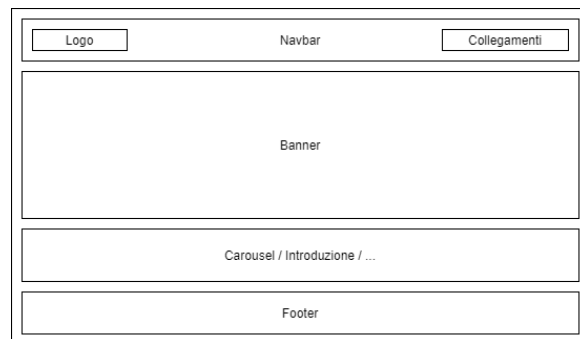 Logo
Navbar
Collegamenti
Banner
Carousel / Introduzione / ...
Footer